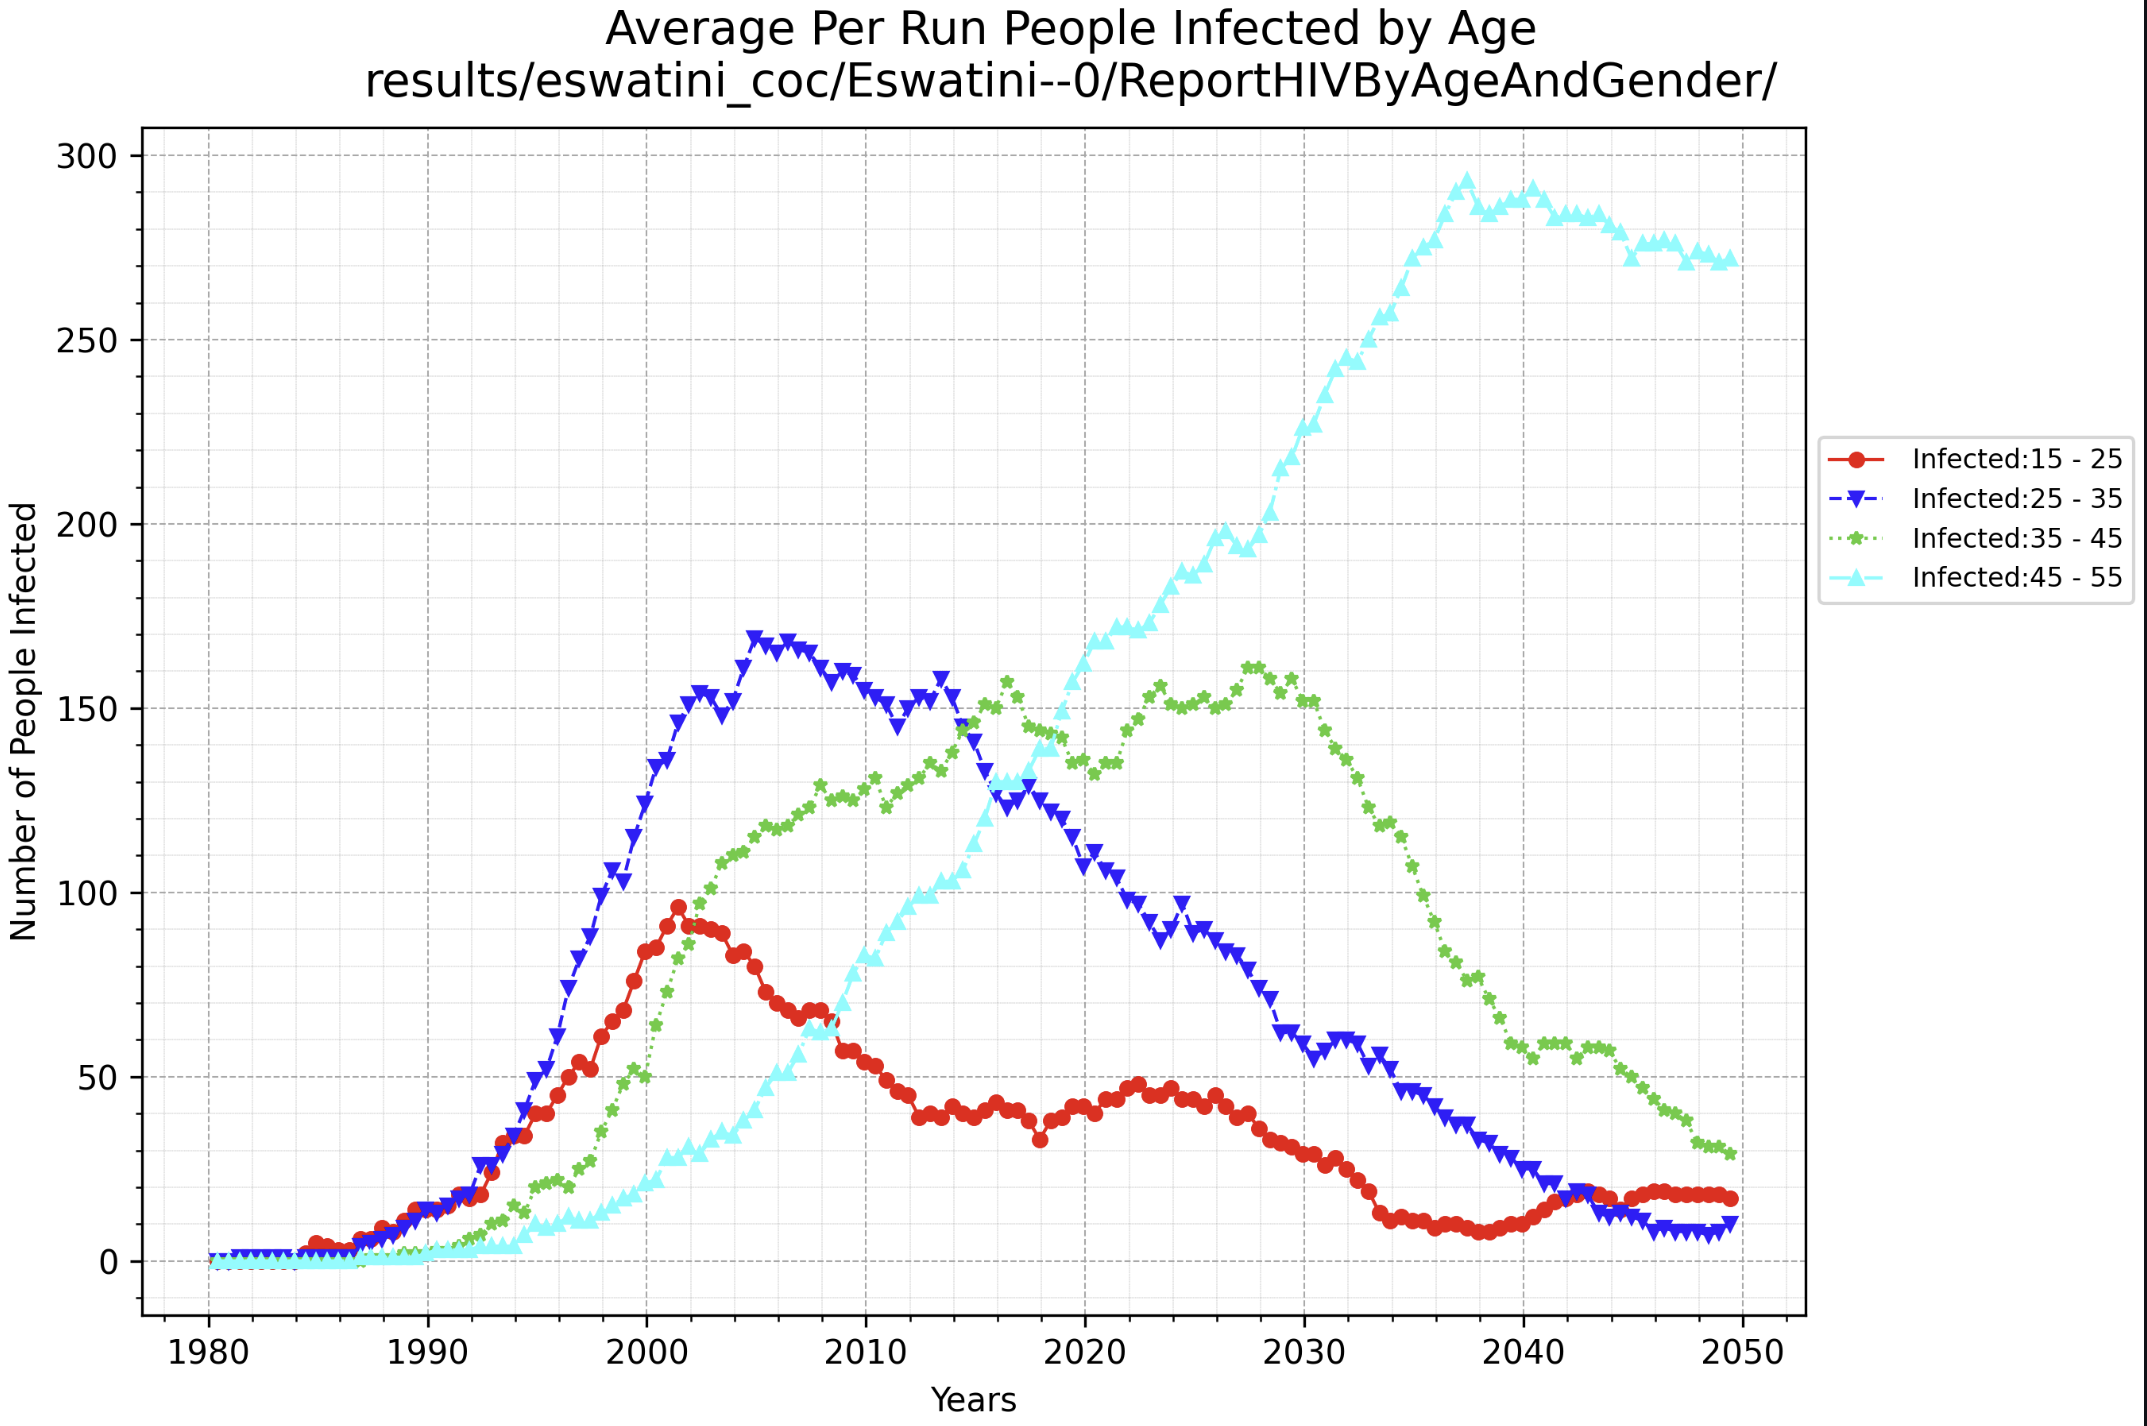 Average Per Run People Infected by Age
results/eswatini_coc/Eswatini--0/ReportHIVByAgeAndGender/
Number of People Infected
300
250
200
150
100
50
0
1980 1990 2000 2010 2020 2030 2040 2050
Years
Infected:15 - 25
Infected:25 - 35
Infected:35 - 45
Infected:45 - 55